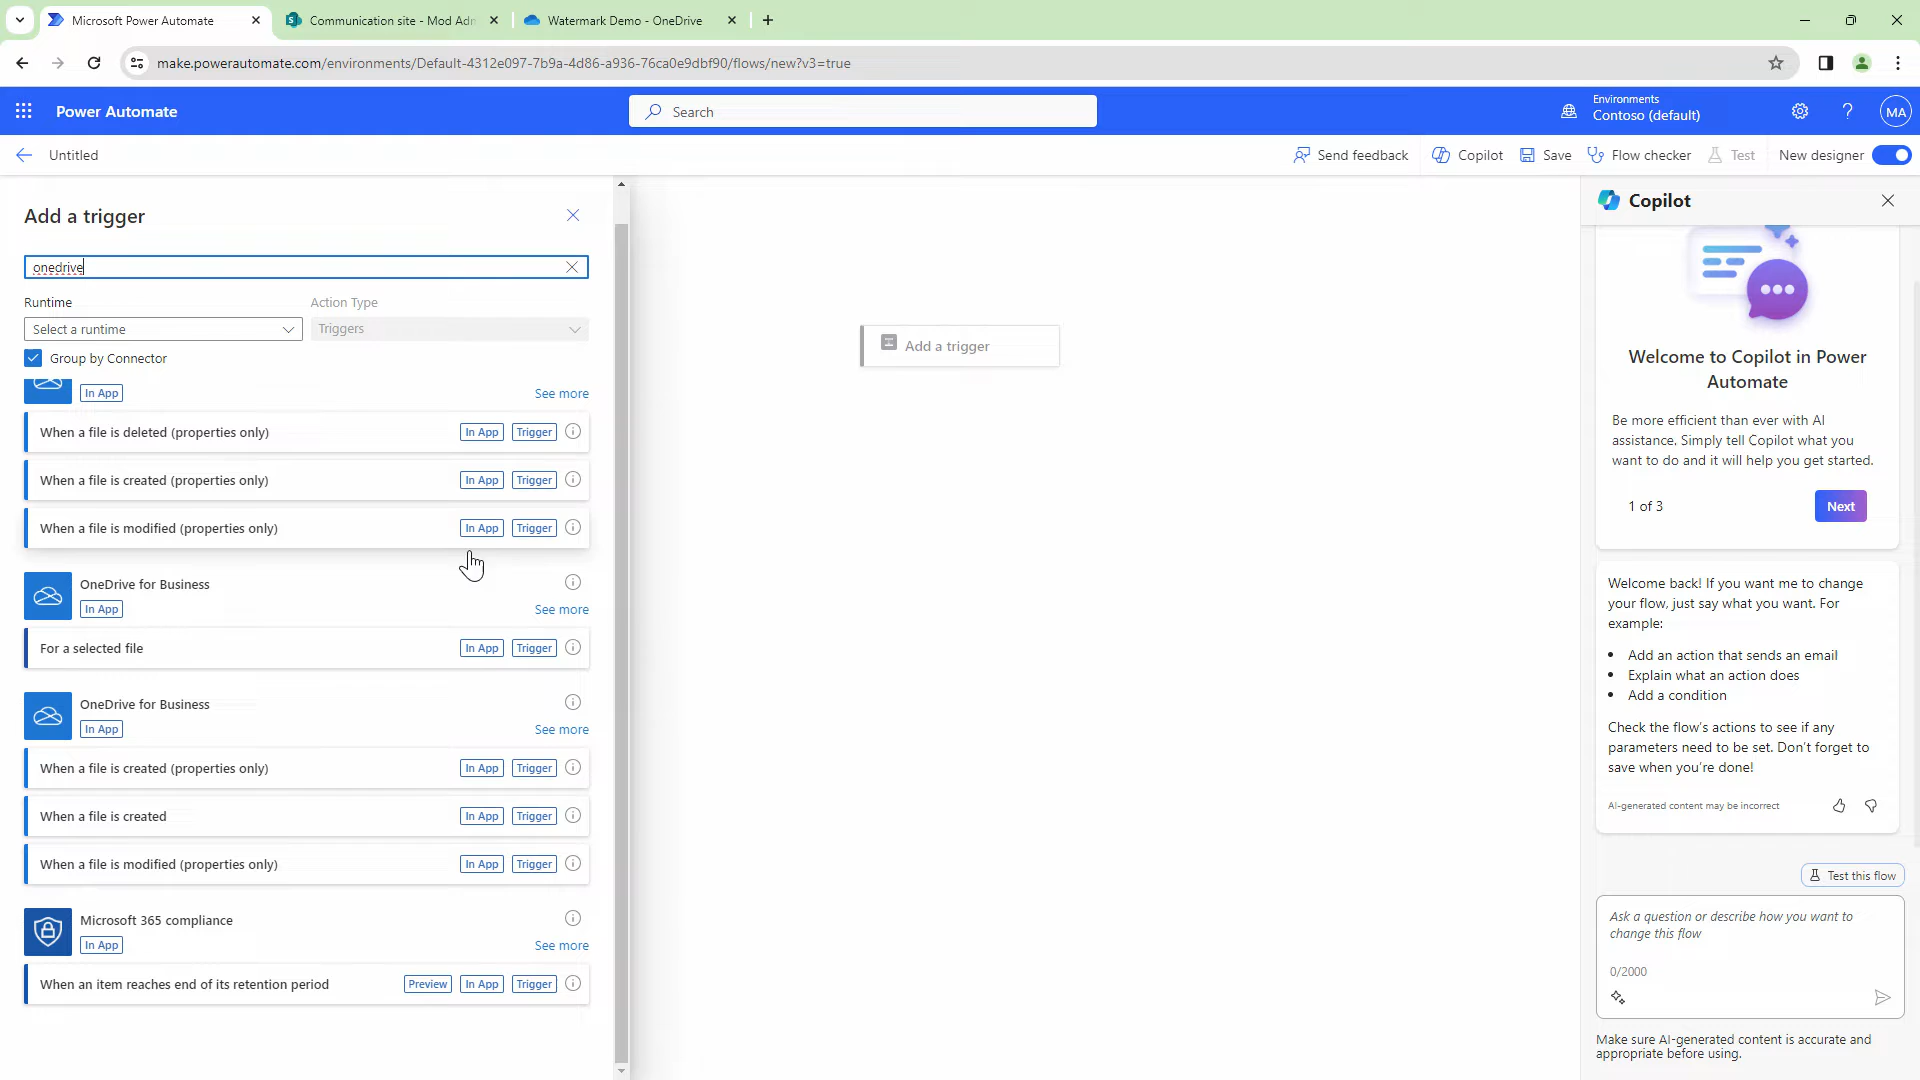 Microsoft Power Automate
Communication site - Mod Adm
Watermark Demo - OneDrive
make.powerautomate.com/environments/Default-4312e097-7b9a-4d86-a936-76ca0e9dbf90/flows/new?v3=true
Power Automate
Search
Environments
Contoso (default)
MA
Untitled
Send feedback
Copilot
Save
Flow checker
Test
New designer
Add a trigger
onedrive
Runtime
Action Type
Select a runtime
Triggers
Group by Connector
In App
See more
When a file is deleted (properties only) In App Trigger
When a file is created (properties only) In App Trigger
When a file is modified (properties only) In App Trigger
OneDrive for Business
In App
See more
For a selected file In App Trigger
OneDrive for Business
In App
See more
When a file is created (properties only) In App Trigger
When a file is created In App Trigger
When a file is modified (properties only) In App Trigger
Microsoft 365 compliance
In App
See more
When an item reaches end of its retention period Preview In App Trigger
Add a trigger
Copilot
Welcome to Copilot in Power
Automate
Be more efficient than ever with AI
assistance. Simply tell Copilot what you
want to do and it will help you get started.
1 of 3
Next
Welcome back! If you want me to change
your flow, just say what you want. For
example:
• Add an action that sends an email
• Explain what an action does
• Add a condition
Check the flow's actions to see if any
parameters need to be set. Don't forget to
save when you're done!
AI-generated content may be incorrect
Test this flow
Ask a question or describe how you want to
change this flow
0/2000
Make sure AI-generated content is accurate and
appropriate before using.